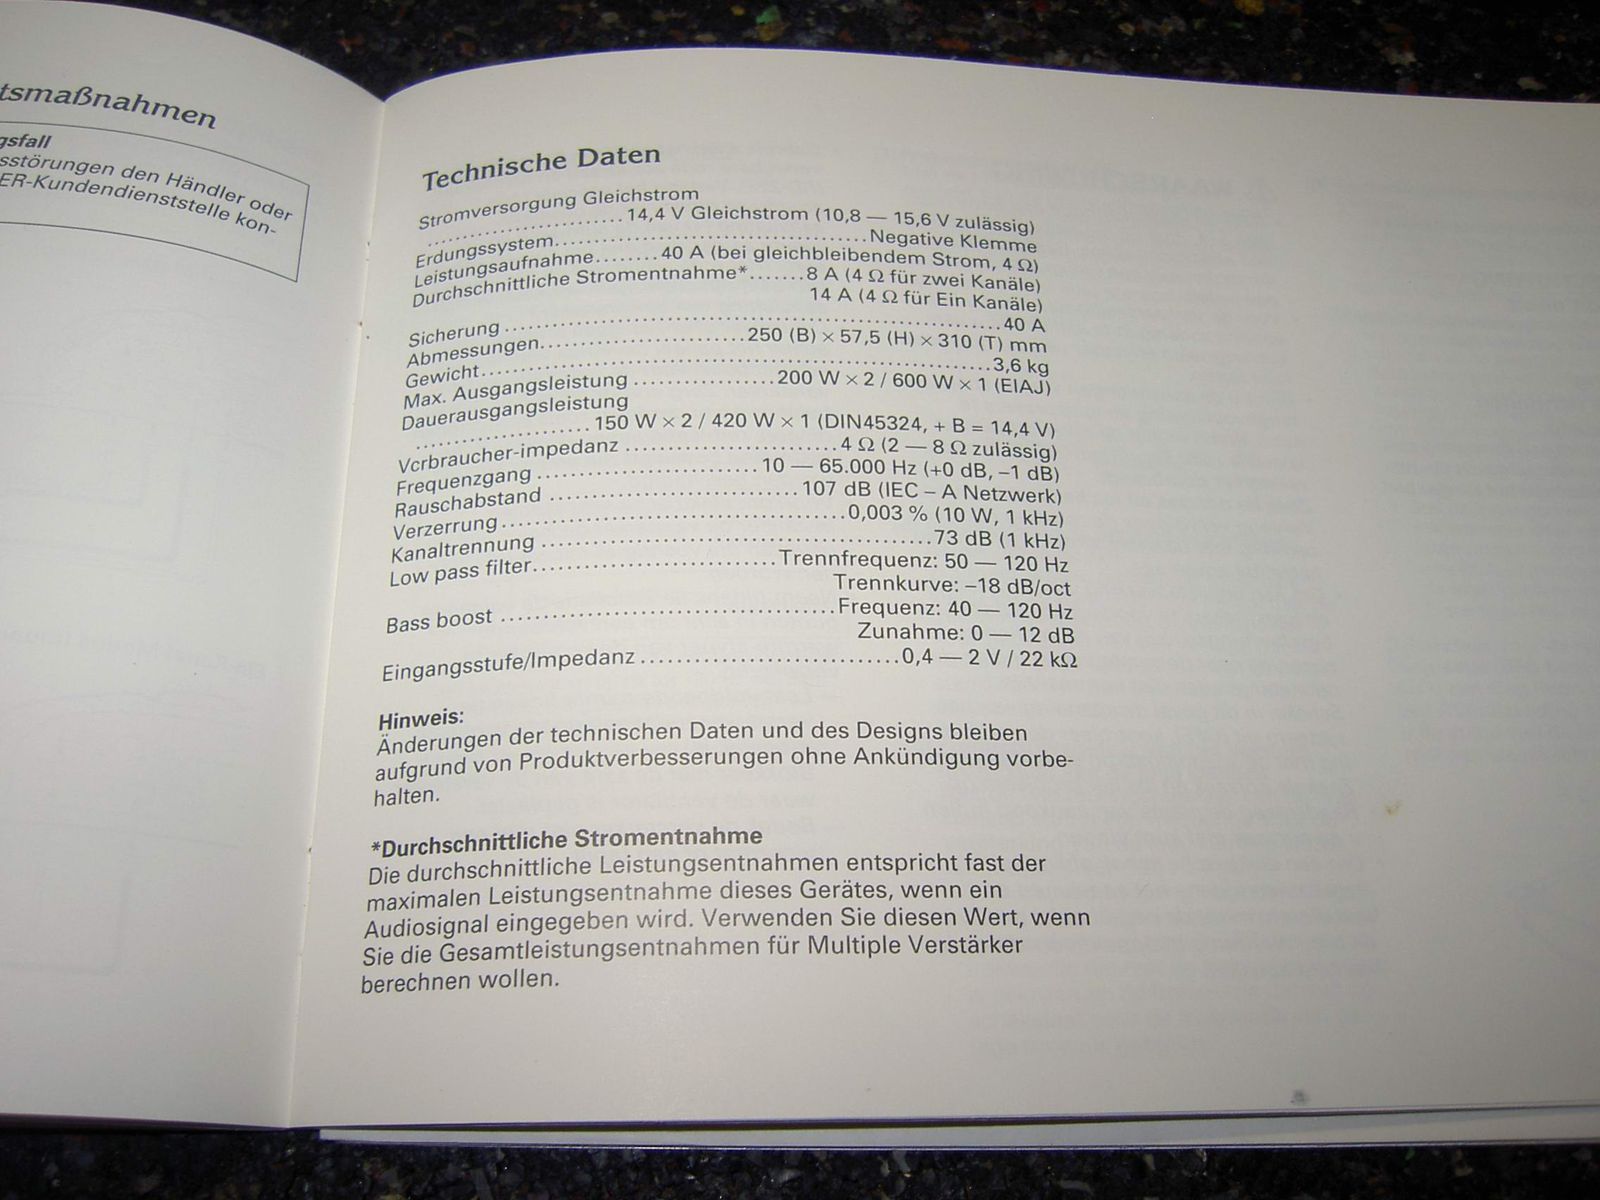 tsmaßnahmen
gsfall
sstörungen den Händler oder
ER-Kundendienststelle kon-
Technische Daten
Stromversorgung Gleichstrom
........................14,4 V Gleichstrom (10,8 — 15,6 V zulässig)
Erdungssystem.......................................Negative Klemme
Leistungsaufnahme........40 A (bei gleichbleibendem Strom, 4 Ω)
Durchschnittliche Stromentnahme*.......8 A (4 Ω für zwei Kanäle)
14 A (4 Ω für Ein Kanäle)
Sicherung................................................................40 A
Abmessungen..........................250 (B) × 57,5 (H) × 310 (T) mm
Gewicht.................................................................3,6 kg
Max. Ausgangsleistung ..................200 W × 2 / 600 W × 1 (EIAJ)
Dauerausgangsleistung
......................150 W × 2 / 420 W × 1 (DIN45324, + B = 14,4 V)
Vcrbraucher-impedanz ...........................4 Ω (2 — 8 Ω zulässig)
Frequenzgang ............................10 — 65.000 Hz (+0 dB, –1 dB)
Rauschabstand ................................107 dB (IEC – A Netzwerk)
Verzerrung............................................0,003 % (10 W, 1 kHz)
Kanaltrennung ..................................................73 dB (1 kHz)
Low pass filter...............................Trennfrequenz: 50 — 120 Hz
Trennkurve: –18 dB/oct
Bass boost ...........................................Frequenz: 40 — 120 Hz
Zunahme: 0 — 12 dB
Eingangsstufe/Impedanz .................................0,4 — 2 V / 22 kΩ
Hinweis:
Änderungen der technischen Daten und des Designs bleiben
aufgrund von Produktverbesserungen ohne Ankündigung vorbe-
halten.
*Durchschnittliche Stromentnahme
Die durchschnittliche Leistungsentnahmen entspricht fast der
maximalen Leistungsentnahme dieses Gerätes, wenn ein
Audiosignal eingegeben wird. Verwenden Sie diesen Wert, wenn
Sie die Gesamtleistungsentnahmen für Multiple Verstärker
berechnen wollen.